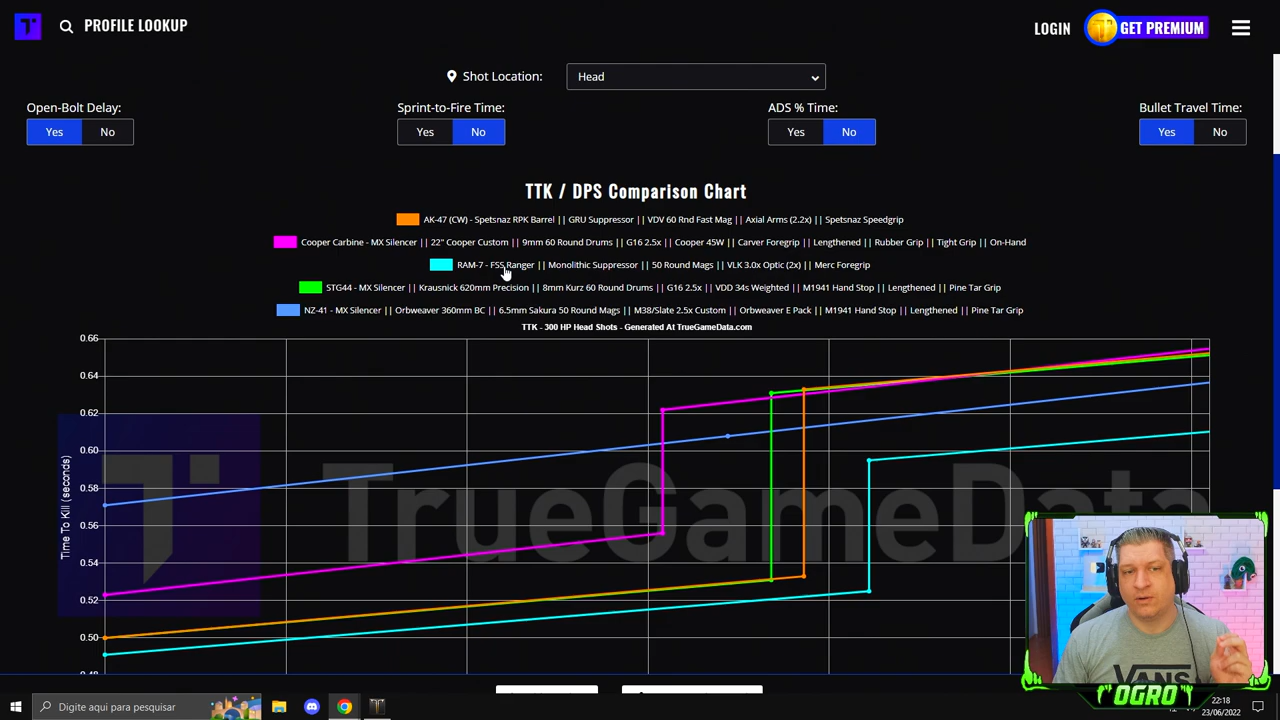 PROFILE LOOKUP
LOGIN
GET PREMIUM
Shot Location:
Head
Open-Bolt Delay:
Sprint-to-Fire Time:
ADS % Time:
Bullet Travel Time:
Yes No
Yes No
Yes No
Yes No
TTK / DPS Comparison Chart
AK-47 (CW) - Spetsnaz RPK Barrel || GRU Suppressor || VDV 60 Rnd Fast Mag || Axial Arms (2.2x) || Spetsnaz Speedgrip
Cooper Carbine - MX Silencer || 22" Cooper Custom || 9mm 60 Round Drums || G16 2.5x || Cooper 45W || Carver Foregrip || Lengthened || Rubber Grip || Tight Grip || On-Hand
RAM-7 - FSS Ranger || Monolithic Suppressor || 50 Round Mags || VLK 3.0x Optic (2x) || Merc Foregrip
STG44 - MX Silencer || Krausnick 620mm Precision || 8mm Kurz 60 Round Drums || G16 2.5x || VDD 34s Weighted || M1941 Hand Stop || Lengthened || Pine Tar Grip
NZ-41 - MX Silencer || Orbweaver 360mm BC || 6.5mm Sakura 50 Round Mags || M38/Slate 2.5x Custom || Orbweaver E Pack || M1941 Hand Stop || Lengthened || Pine Tar Grip
TTK - 300 HP Head Shots - Generated At TrueGameData.com
0.66
0.64
0.62
0.60
0.58
0.56
0.54
0.52
0.50
Time To Kill (seconds)
TrueGameData
VANS
OGRO
Digite aqui para pesquisar
22:18
23/06/2022